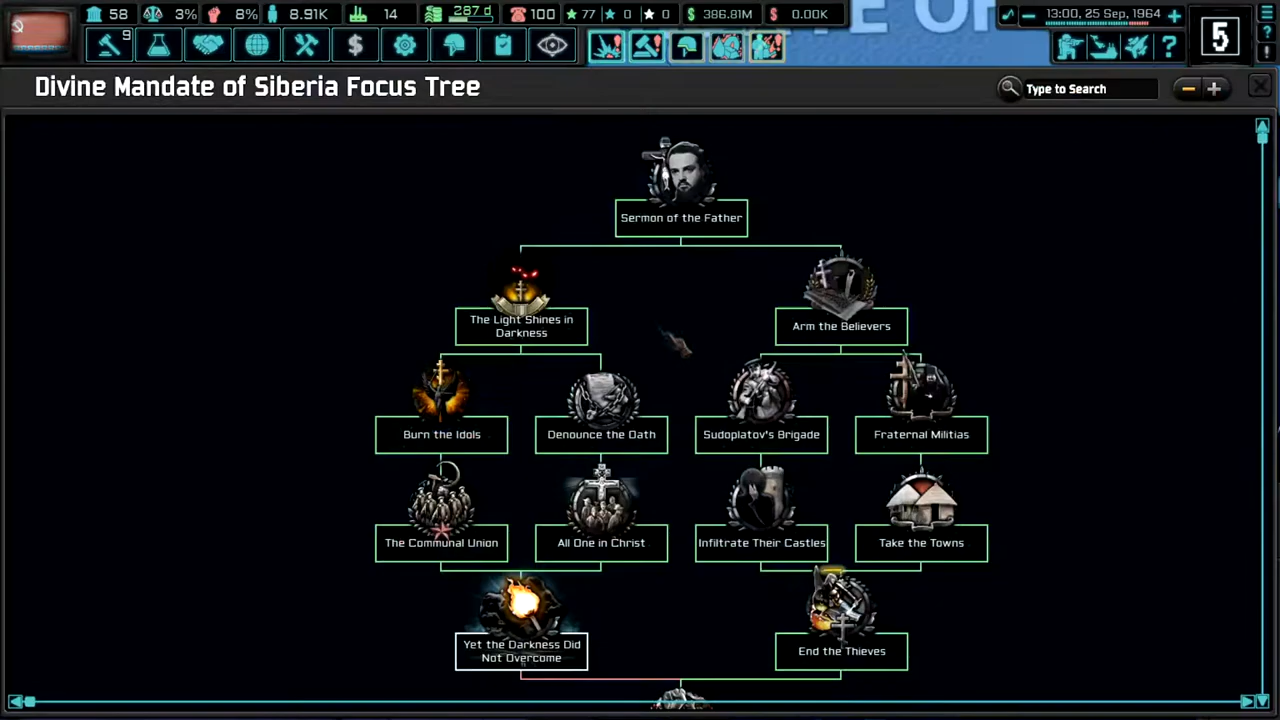 58 3% 8% 8.91K 14 287 d 100 77 0 0 $ 386.81M $ 0.00K 13:00, 25 Sep, 1964
9 ? ? 5
Divine Mandate of Siberia Focus Tree
Type to Search
Sermon of the Father
The Light Shines in
Darkness
Arm the Believers
Burn the Idols
Denounce the Oath
Sudoplatov's Brigade
Fraternal Militias
The Communal Union
All One in Christ
Infiltrate Their Castles
Take the Towns
Yet the Darkness Did
Not Overcome
End the Thieves